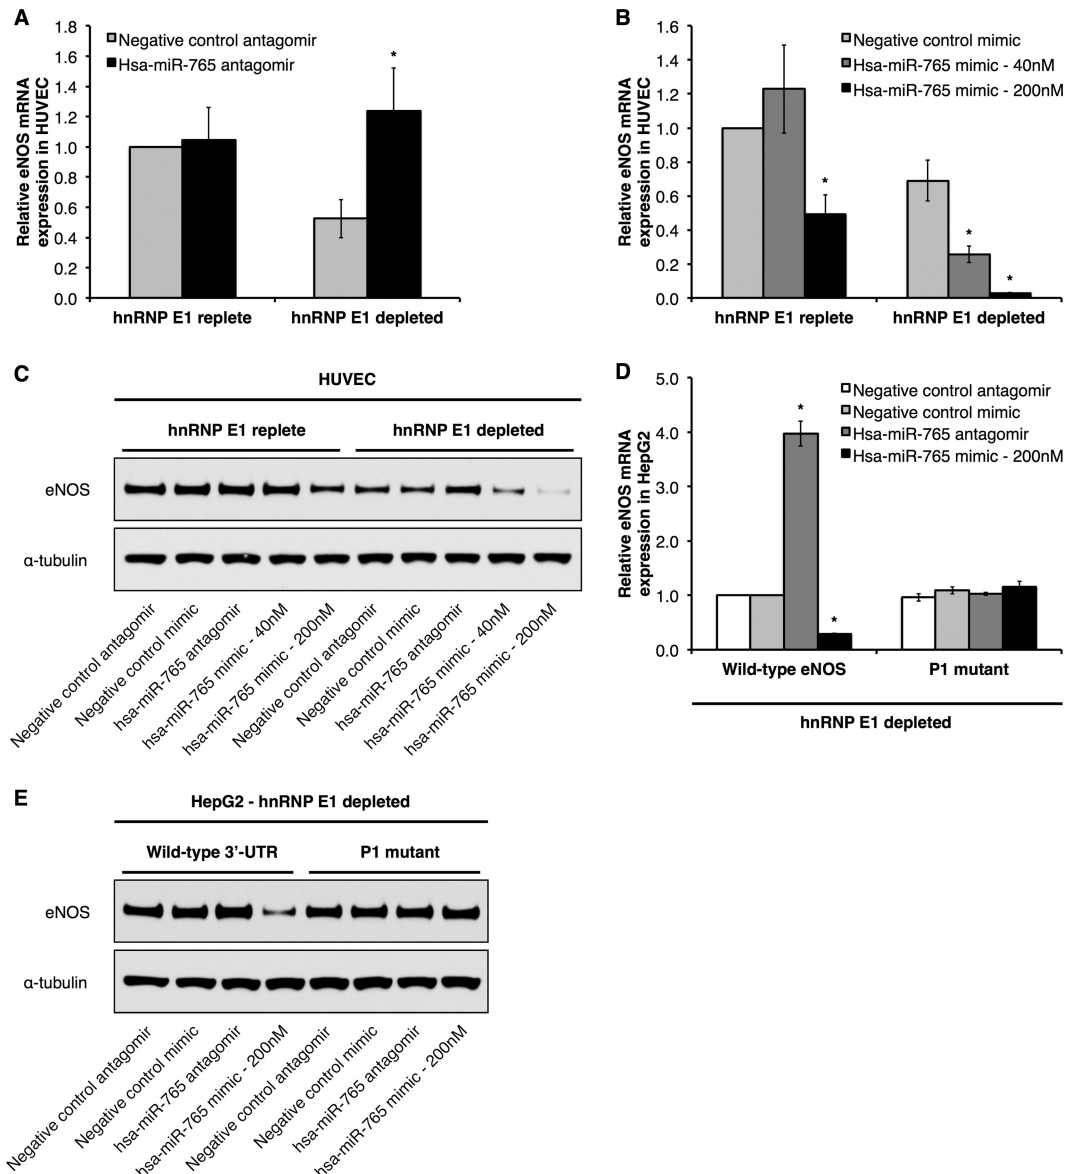 A
Relative eNOS mRNA
expression in HUVEC
1.8
1.6
1.4
1.2
1.0
0.8
0.6
0.4
0.2
0.0
Negative control antagomir
Hsa-miR-765 antagomir
*
hnRNP E1 replete
hnRNP E1 depleted
B
Relative eNOS mRNA
expression in HUVEC
1.6
1.4
1.2
1.0
0.8
0.6
0.4
0.2
0.0
Negative control mimic
Hsa-miR-765 mimic - 40nM
Hsa-miR-765 mimic - 200nM
*
*
*
hnRNP E1 replete
hnRNP E1 depleted
C
HUVEC
hnRNP E1 replete
hnRNP E1 depleted
eNOS
α-tubulin
Negative control antagomir
Negative control mimic
hsa-miR-765 antagomir
hsa-miR-765 mimic - 40nM
hsa-miR-765 mimic - 200nM
Negative control antagomir
Negative control mimic
hsa-miR-765 antagomir
hsa-miR-765 mimic - 40nM
hsa-miR-765 mimic - 200nM
D
Relative eNOS mRNA
expression in HepG2
5.0
4.0
3.0
2.0
1.0
0.0
Negative control antagomir
Negative control mimic
Hsa-miR-765 antagomir
Hsa-miR-765 mimic - 200nM
*
*
Wild-type eNOS
P1 mutant
hnRNP E1 depleted
E
HepG2 - hnRNP E1 depleted
Wild-type 3’-UTR
P1 mutant
eNOS
α-tubulin
Negative control antagomir
Negative control mimic
hsa-miR-765 antagomir
hsa-miR-765 mimic - 200nM
Negative control antagomir
Negative control mimic
hsa-miR-765 antagomir
hsa-miR-765 mimic - 200nM